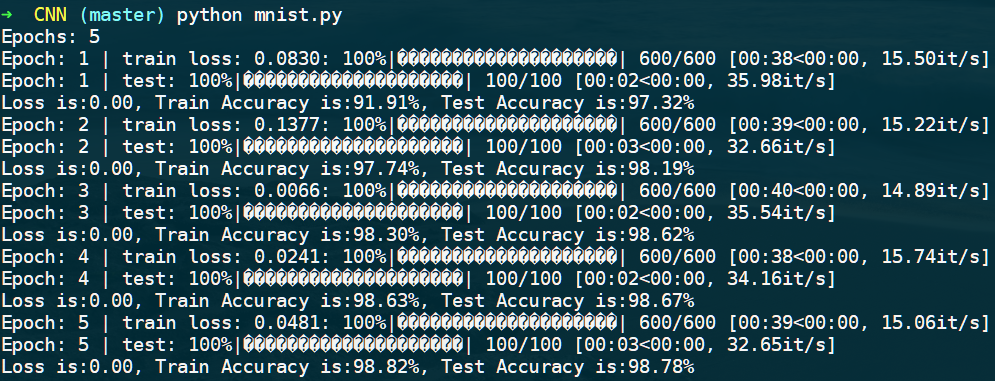 ➜  CNN (master) python mnist.py
Epochs: 5
Epoch: 1 | train loss: 0.0830: 100%|��������������������| 600/600 [00:38<00:00, 15.50it/s]
Epoch: 1 | test: 100%|��������������������| 100/100 [00:02<00:00, 35.98it/s]
Loss is:0.00, Train Accuracy is:91.91%, Test Accuracy is:97.32%
Epoch: 2 | train loss: 0.1377: 100%|��������������������| 600/600 [00:39<00:00, 15.22it/s]
Epoch: 2 | test: 100%|��������������������| 100/100 [00:03<00:00, 32.66it/s]
Loss is:0.00, Train Accuracy is:97.74%, Test Accuracy is:98.19%
Epoch: 3 | train loss: 0.0066: 100%|��������������������| 600/600 [00:40<00:00, 14.89it/s]
Epoch: 3 | test: 100%|��������������������| 100/100 [00:02<00:00, 35.54it/s]
Loss is:0.00, Train Accuracy is:98.30%, Test Accuracy is:98.62%
Epoch: 4 | train loss: 0.0241: 100%|��������������������| 600/600 [00:38<00:00, 15.74it/s]
Epoch: 4 | test: 100%|��������������������| 100/100 [00:02<00:00, 34.16it/s]
Loss is:0.00, Train Accuracy is:98.63%, Test Accuracy is:98.67%
Epoch: 5 | train loss: 0.0481: 100%|��������������������| 600/600 [00:39<00:00, 15.06it/s]
Epoch: 5 | test: 100%|��������������������| 100/100 [00:03<00:00, 32.65it/s]
Loss is:0.00, Train Accuracy is:98.82%, Test Accuracy is:98.78%